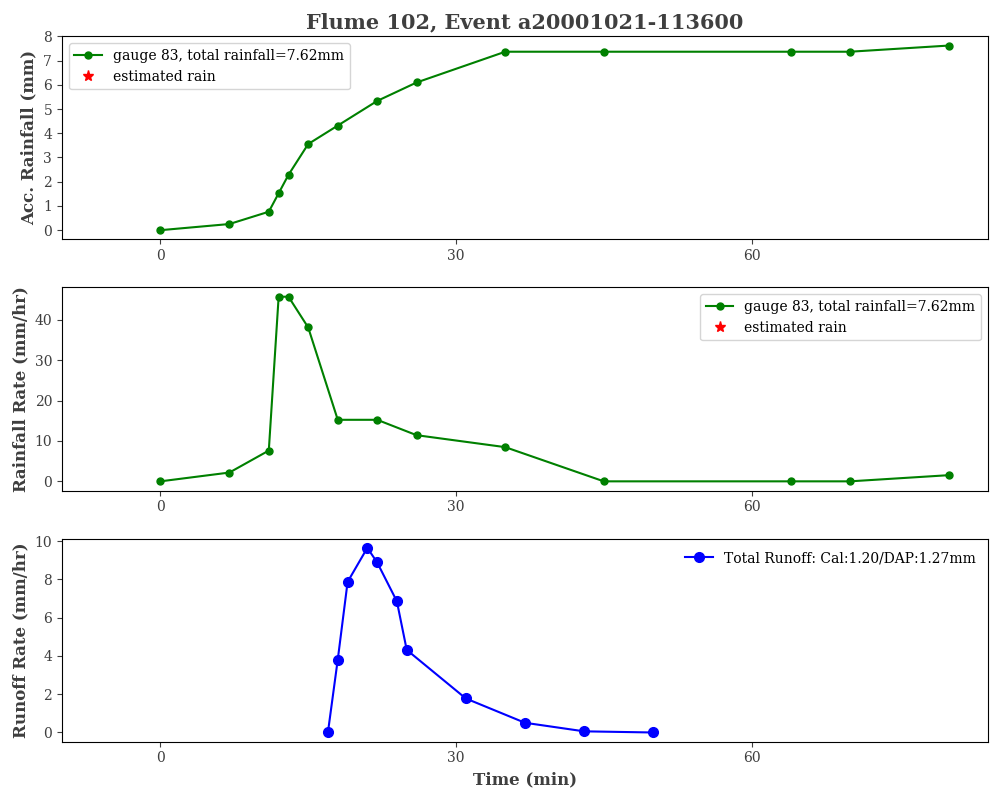 Flume 102, Event a20001021-113600
Acc. Rainfall (mm)
8
7
6
5
4
3
2
1
0
gauge 83, total rainfall=7.62mm
estimated rain
0 30 60
Rainfall Rate (mm/hr)
40
30
20
10
0
gauge 83, total rainfall=7.62mm
estimated rain
0 30 60
Runoff Rate (mm/hr)
10
8
6
4
2
0
Total Runoff: Cal:1.20/DAP:1.27mm
0 30 60
Time (min)